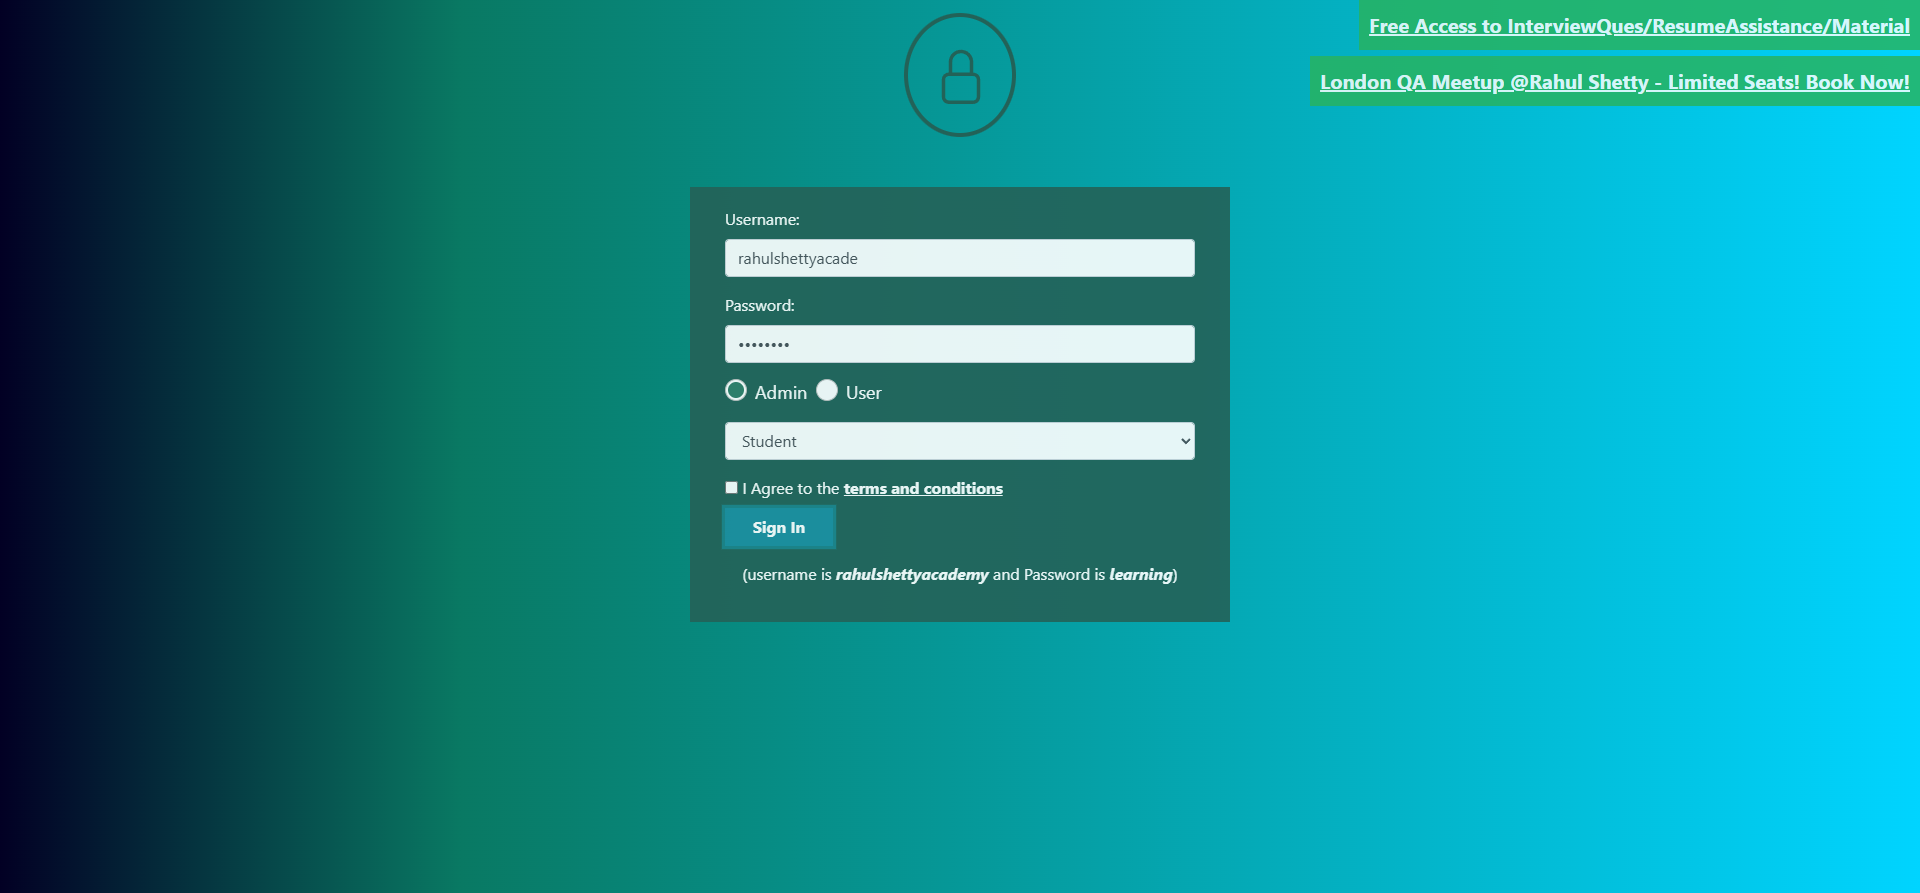 Free Access to InterviewQues/ResumeAssistance/Material
London QA Meetup @Rahul Shetty - Limited Seats! Book Now!
Username:
rahulshettyacade
Password:
••••••••
Admin User
Student
I Agree to the terms and conditions
Sign In
(username is rahulshettyacademy and Password is learning)